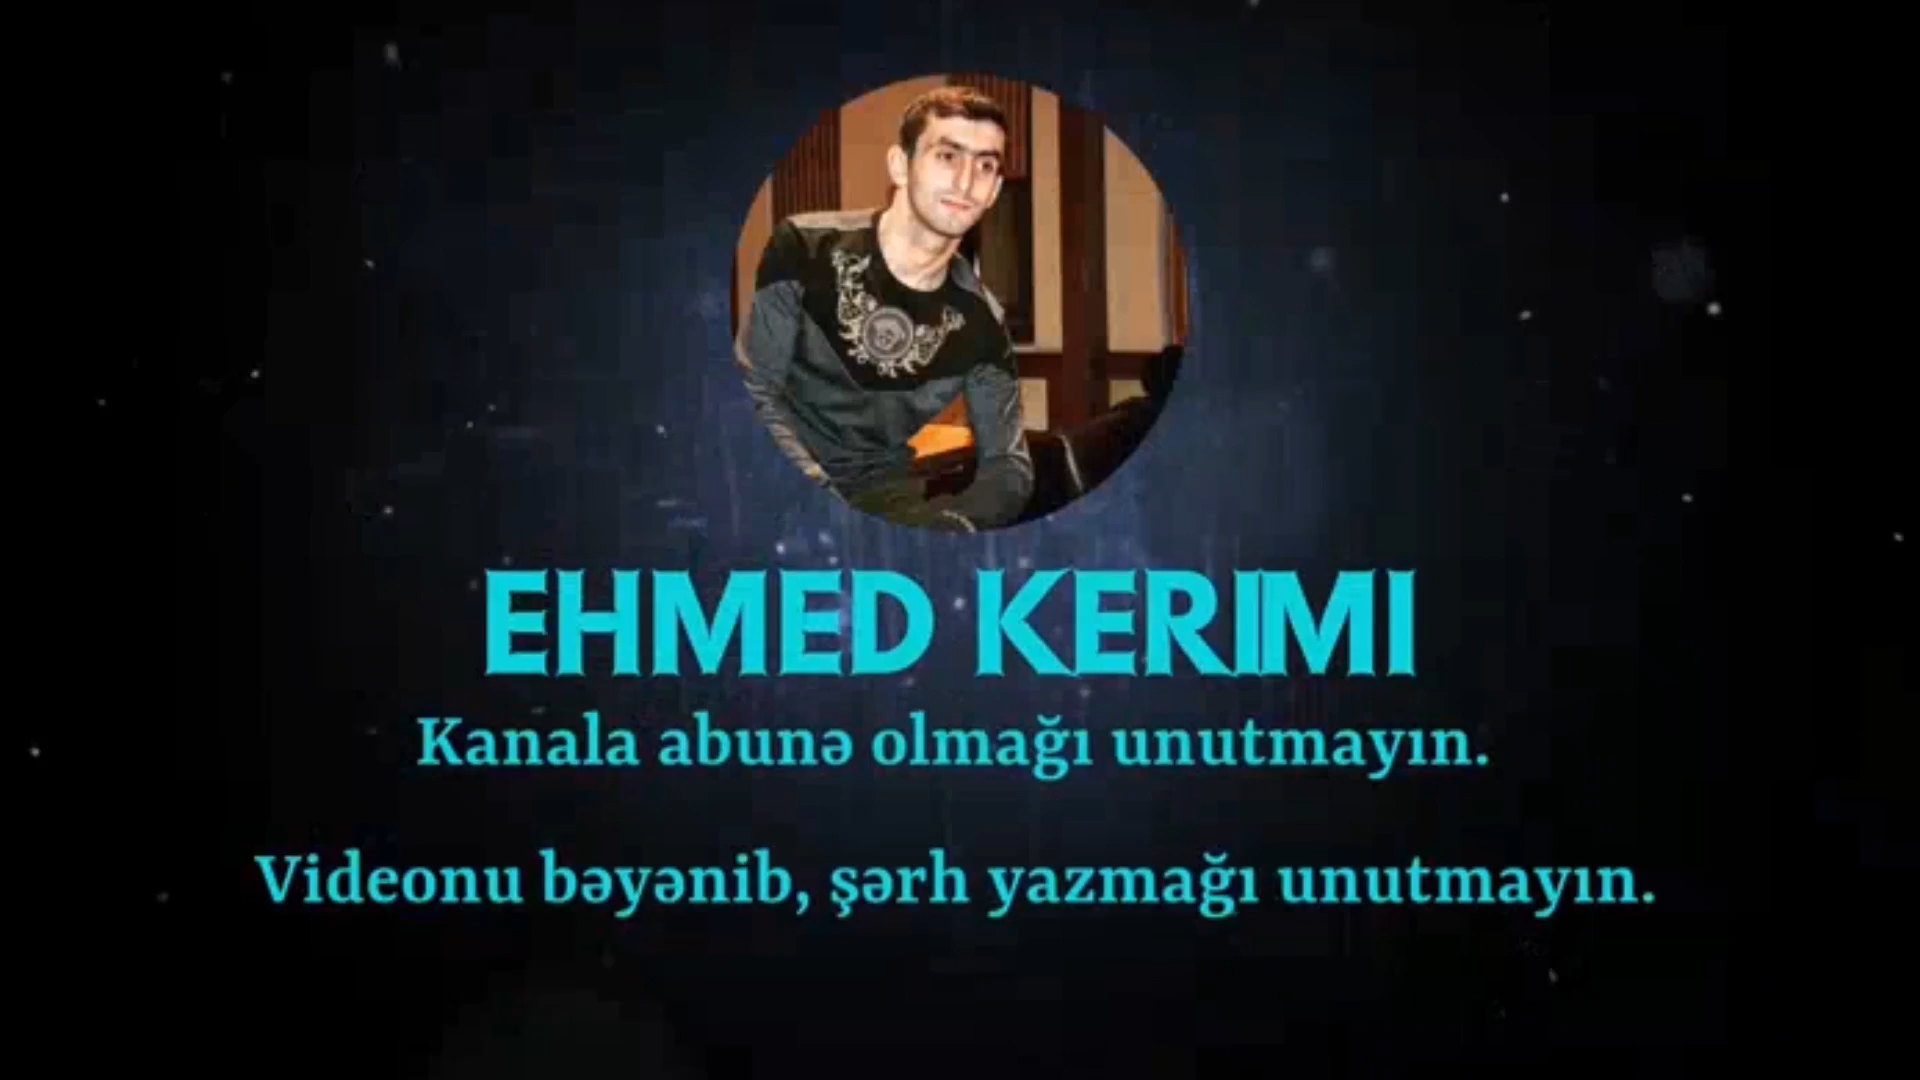 EHMED KERIMI
Kanala abunə olmağı unutmayın.
Videonu bəyənib, şərh yazmağı unutmayın.